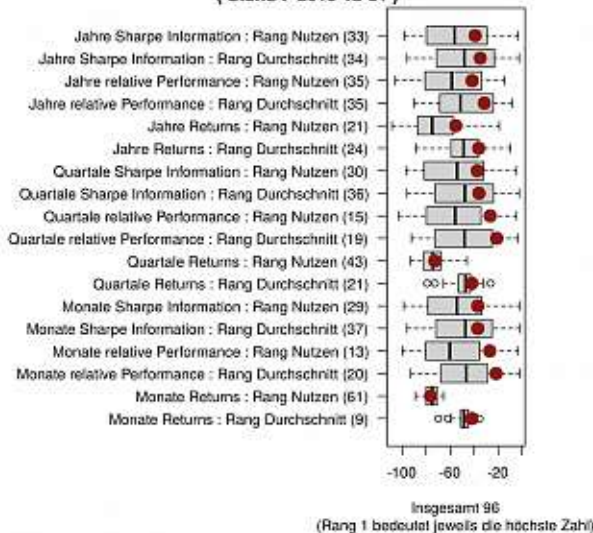 Jahre Sharpe Information : Rang Nutzen (33)
Jahre Sharpe Information : Rang Durchschnitt (34)
Jahre relative Performance : Rang Nutzen (35)
Jahre relative Performance : Rang Durchschnitt (35)
Jahre Returns : Rang Nutzen (21)
Jahre Returns : Rang Durchschnitt (24)
Quartale Sharpe Information : Rang Nutzen (30)
Quartale Sharpe Information : Rang Durchschnitt (36)
Quartale relative Performance : Rang Nutzen (15)
Quartale relative Performance : Rang Durchschnitt (19)
Quartale Returns : Rang Nutzen (43)
Quartale Returns : Rang Durchschnitt (21)
Monate Sharpe Information : Rang Nutzen (29)
Monate Sharpe Information : Rang Durchschnitt (37)
Monate relative Performance : Rang Nutzen (13)
Monate relative Performance : Rang Durchschnitt (20)
Monate Returns : Rang Nutzen (61)
Monate Returns : Rang Durchschnitt (9)
-100 -60 -20
Insgesamt 96
(Rang 1 bedeutet jeweils die höchste Zahl)